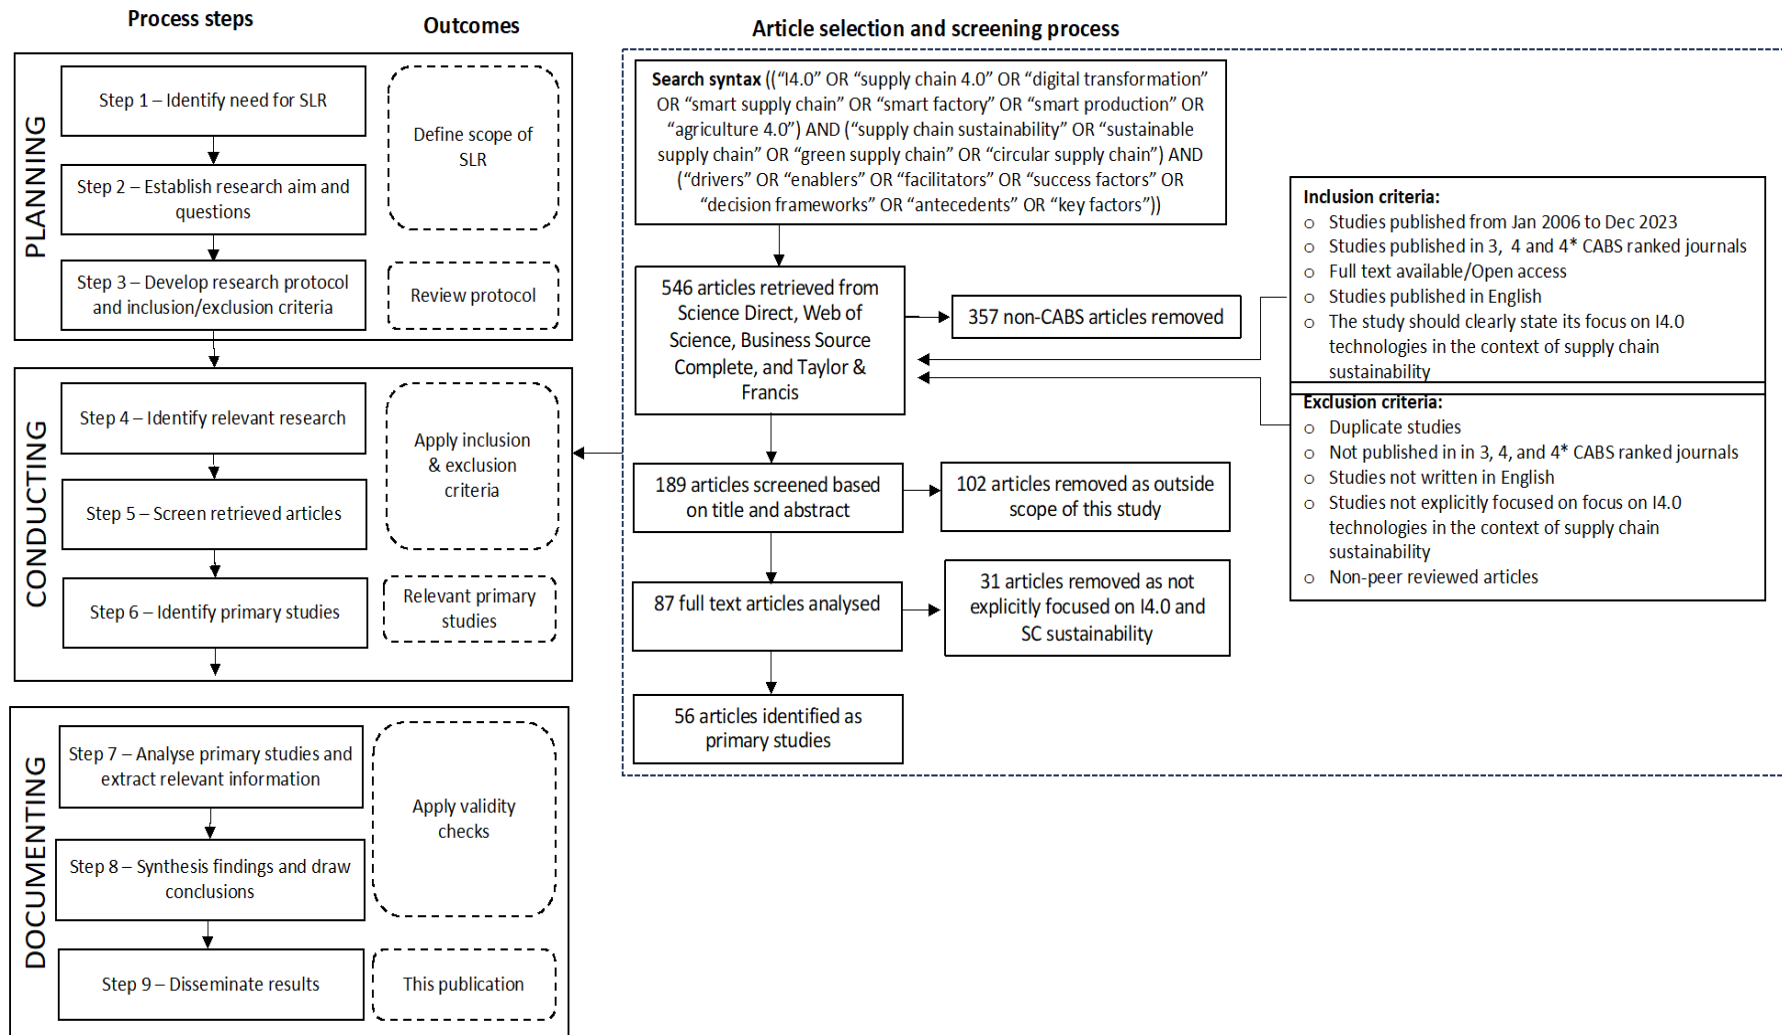 Process steps
Outcomes
PLANNING
Step 1 – Identify need for SLR
Define scope of
SLR
Step 2 – Establish research aim and
questions
Step 3 – Develop research protocol
and inclusion/exclusion criteria
Review protocol
CONDUCTING
Step 4 – Identify relevant research
Apply inclusion
& exclusion
criteria
Step 5 – Screen retrieved articles
Step 6 – Identify primary studies
Relevant primary
studies
DOCUMENTING
Step 7 – Analyse primary studies and
extract relevant information
Apply validity
checks
Step 8 – Synthesis findings and draw
conclusions
Step 9 – Disseminate results
This publication
Article selection and screening process
Search syntax ((“I4.0” OR “supply chain 4.0” OR “digital transformation”
OR “smart supply chain” OR “smart factory” OR “smart production” OR
“agriculture 4.0”) AND (“supply chain sustainability” OR “sustainable
supply chain” OR “green supply chain” OR “circular supply chain”) AND
(“drivers” OR “enablers” OR “facilitators” OR “success factors” OR
“decision frameworks” OR “antecedents” OR “key factors”))
546 articles retrieved from
Science Direct, Web of
Science, Business Source
Complete, and Taylor &
Francis
357 non-CABS articles removed
189 articles screened based
on title and abstract
102 articles removed as outside
scope of this study
87 full text articles analysed
31 articles removed as not
explicitly focused on I4.0 and
SC sustainability
56 articles identified as
primary studies
Inclusion criteria:
o Studies published from Jan 2006 to Dec 2023
o Studies published in 3, 4 and 4* CABS ranked journals
o Full text available/Open access
o Studies published in English
o The study should clearly state its focus on I4.0
technologies in the context of supply chain
sustainability
Exclusion criteria:
o Duplicate studies
o Not published in in 3, 4, and 4* CABS ranked journals
o Studies not written in English
o Studies not explicitly focused on focus on I4.0
technologies in the context of supply chain
sustainability
o Non-peer reviewed articles